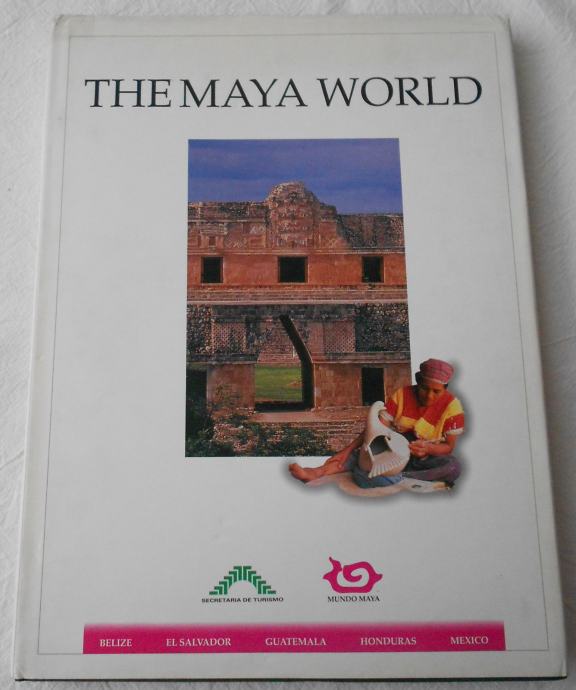 THE MAYA WORLD
SECRETARIA DE TURISMO
MUNDO MAYA
BELIZE EL SALVADOR GUATEMALA HONDURAS MEXICO